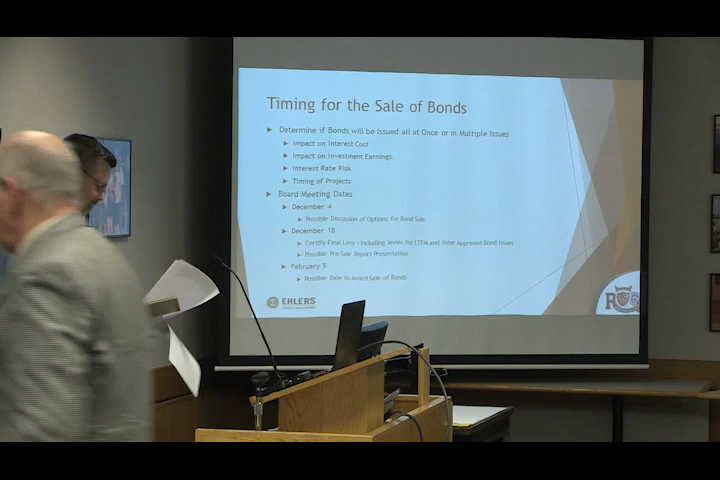 Timing for the Sale of Bonds
► Determine if Bonds will be Issued all at Once or in Multiple Issues
► Impact on Interest Cost
► Impact on Investment Earnings
► Interest Rate Risk
► Timing of Projects
► Board Meeting Dates
► December 4
► Possible Discussion of Options for Bond Sale
► December 18
► Certify Final Levy - Including levies for LTFM and Voter Approved Bond Issues
► Possible Pre-Sale Report Presentation
► February 5
► Possible Date to Award Sale of Bonds
EHLERS